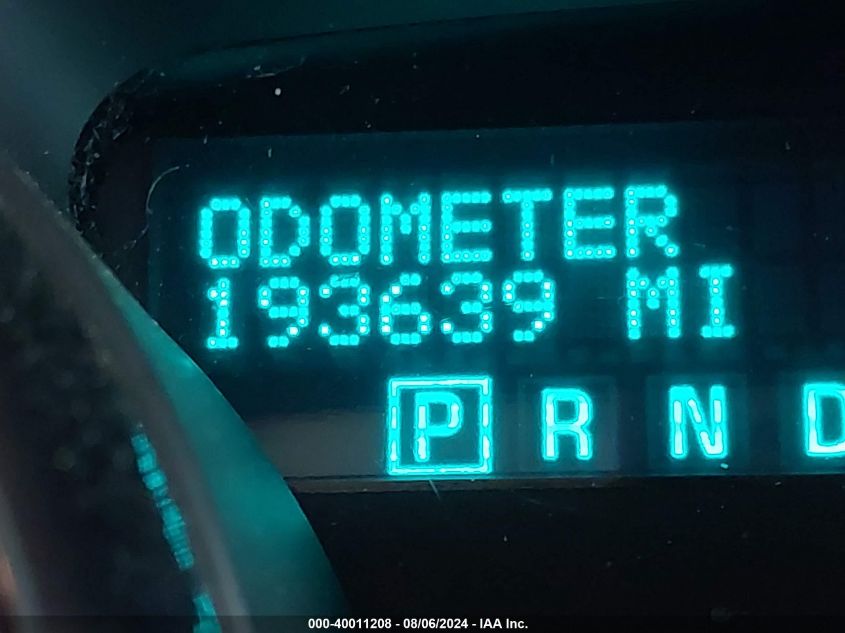 ODOMETER
193639 MI
P R N D
000-40011208 - 08/06/2024 - IAA Inc.